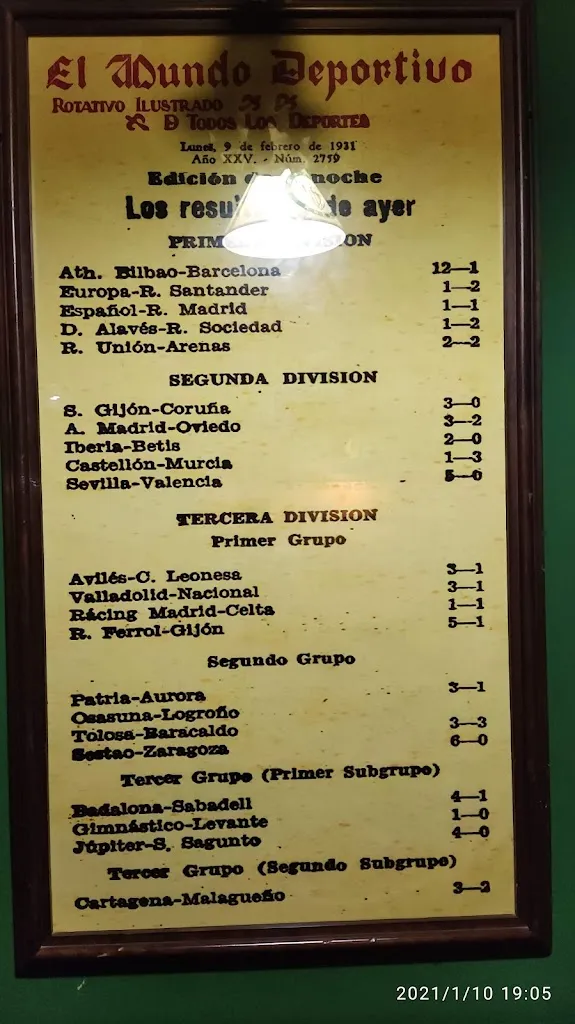 El Mundo Deportivo
ROTATIVO ILUSTRADO
DE TODOS LOS DEPORTES
Lunes, 9 de febrero de 1931
Año XXV. - Núm. 2759
Edición noche
Los de ayer
PRIMERA DIVISION
Ath. Bilbao-Barcelona 12—1
Europa-R. Santander 1—2
Español-R. Madrid 1—1
D. Alavés-R. Sociedad 1—2
R. Unión-Arenas 2—2
SEGUNDA DIVISION
S. Gijón-Coruña 3—0
A. Madrid-Oviedo 3—2
Iberia-Betis 2—0
Castellón-Murcia 1—3
Sevilla-Valencia 5—0
TERCERA DIVISION
Primer Grupo
Avilés-C. Leonesa 3—1
Valladolid-Nacional 3—1
Rácing Madrid-Celta 1—1
R. Ferrol-Gijón 5—1
Segundo Grupo
Patria-Aurora 3—1
Osasuna-Logroño
Tolosa-Baracaldo 3—3
Sestao-Zaragoza 6—0
Tercer Grupo (Primer Subgrupo)
Badalona-Sabadell 4—1
Gimnástico-Levante 1—0
Júpiter-S. Sagunto 4—0
Tercer Grupo (Segundo Subgrupo)
Cartagena-Malagueño 3—2
2021/1/10 19:05